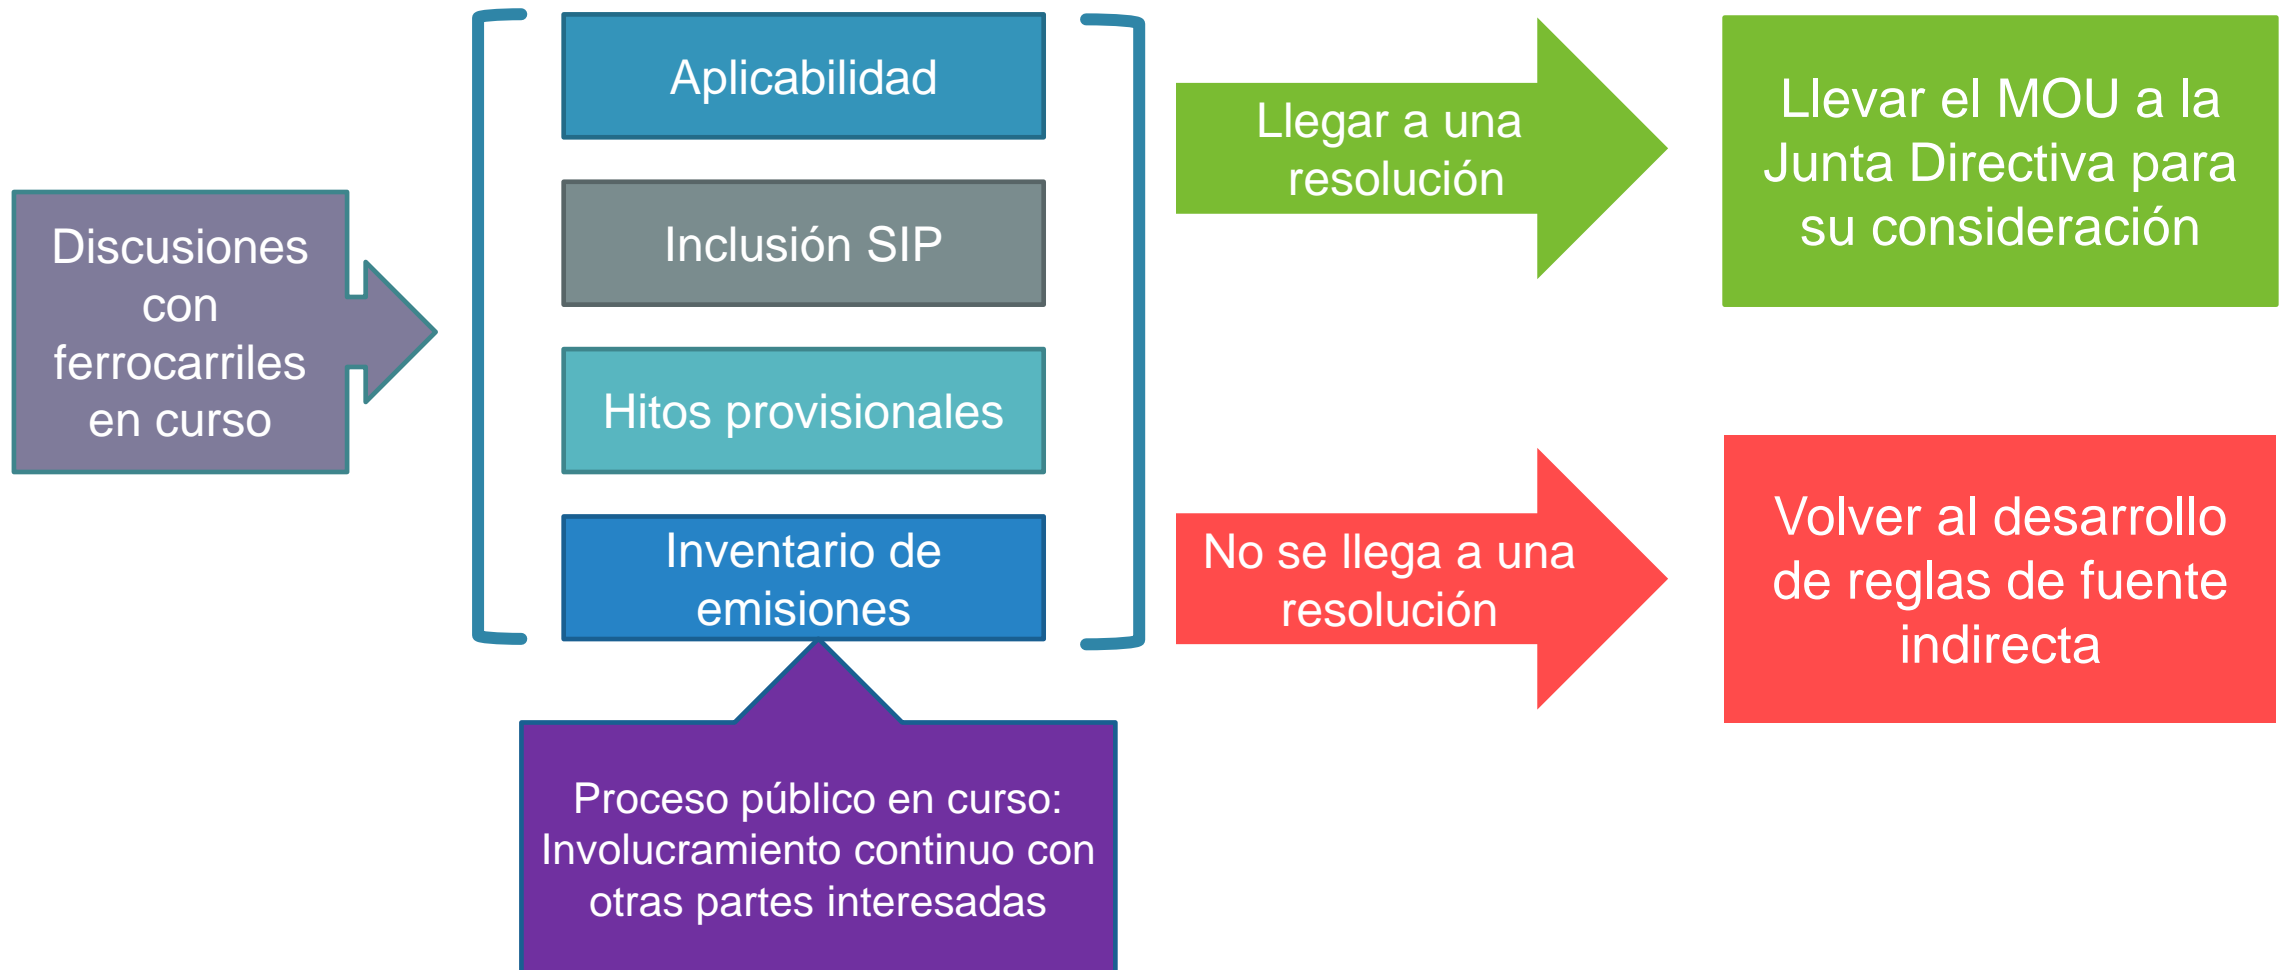 Discusiones
con
ferrocarriles
en curso
Aplicabilidad
Inclusión SIP
Hitos provisionales
Inventario de
emisiones
Proceso público en curso:
Involucramiento continuo con
otras partes interesadas
Llegar a una
resolución
Llevar el MOU a la
Junta Directiva para
su consideración
No se llega a una
resolución
Volver al desarrollo
de reglas de fuente
indirecta